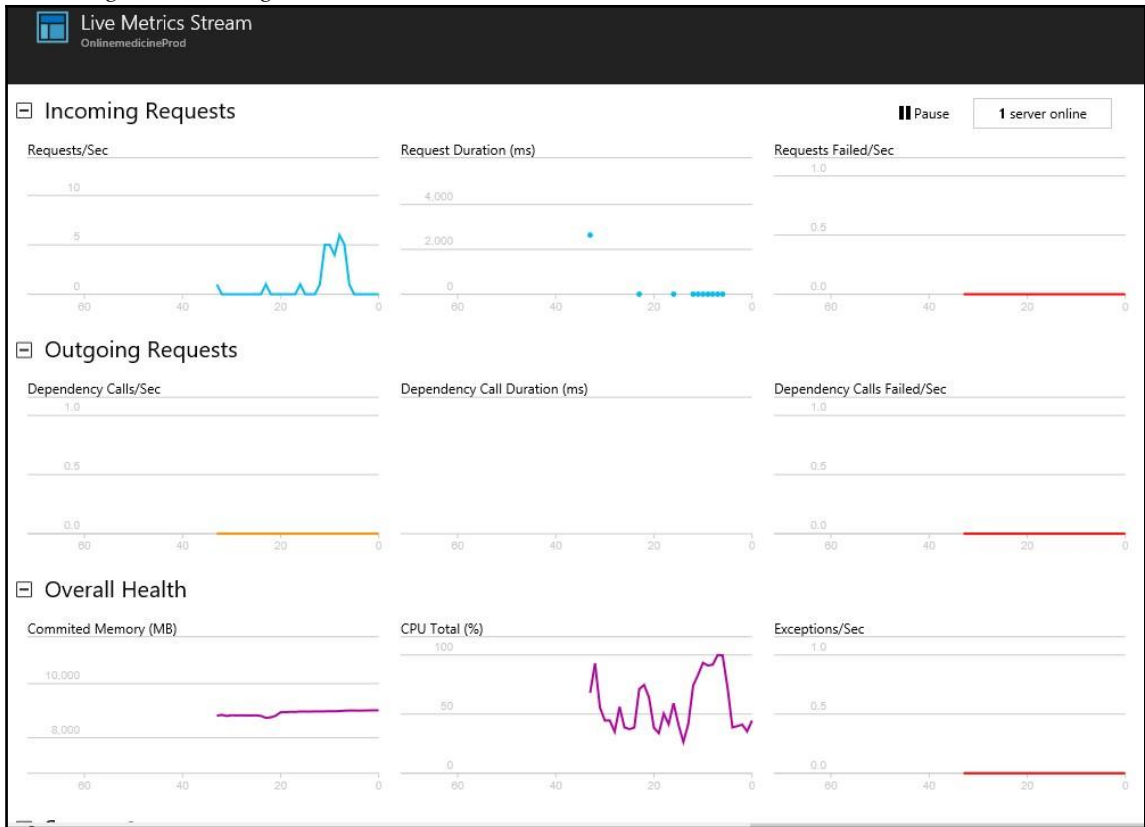 Live Metrics Stream
OnlinemedicineProd
Incoming Requests
Pause
1 server online
Requests/Sec
10
5
0
60 40 20 0
Request Duration (ms)
4,000
2,000
0
60 40 20 0
Requests Failed/Sec
1.0
0.5
0.0
60 40 20 0
Outgoing Requests
Dependency Calls/Sec
1.0
0.5
0.0
60 40 20 0
Dependency Call Duration (ms)
60 40 20 0
Dependency Calls Failed/Sec
1.0
0.5
0.0
60 40 20 0
Overall Health
Commited Memory (MB)
10,000
8,000
60 40 20 0
CPU Total (%)
100
50
0
60 40 20 0
Exceptions/Sec
1.0
0.5
0.0
60 40 20 0